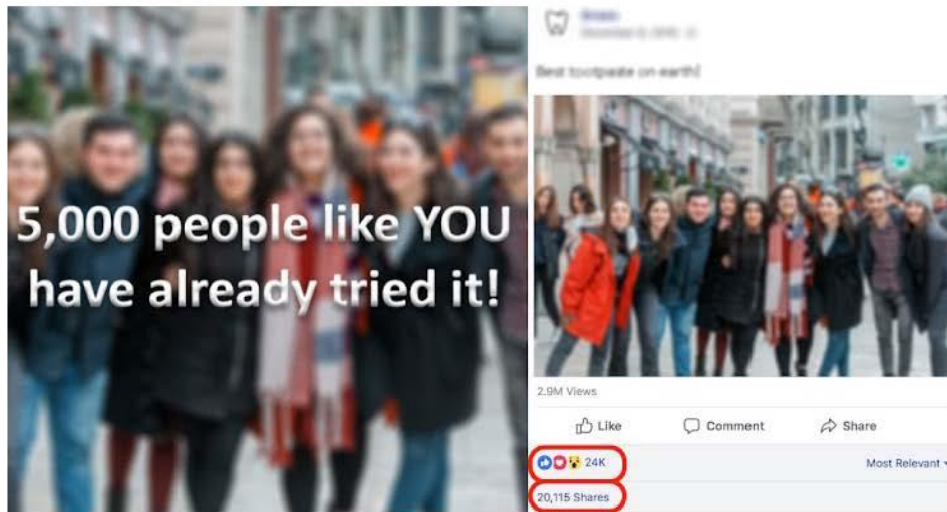 5,000 people like YOU
have already tried it!
Best tootpaste on earth!
2.9M Views
Like
Comment
Share
24K
Most Relevant
20,115 Shares